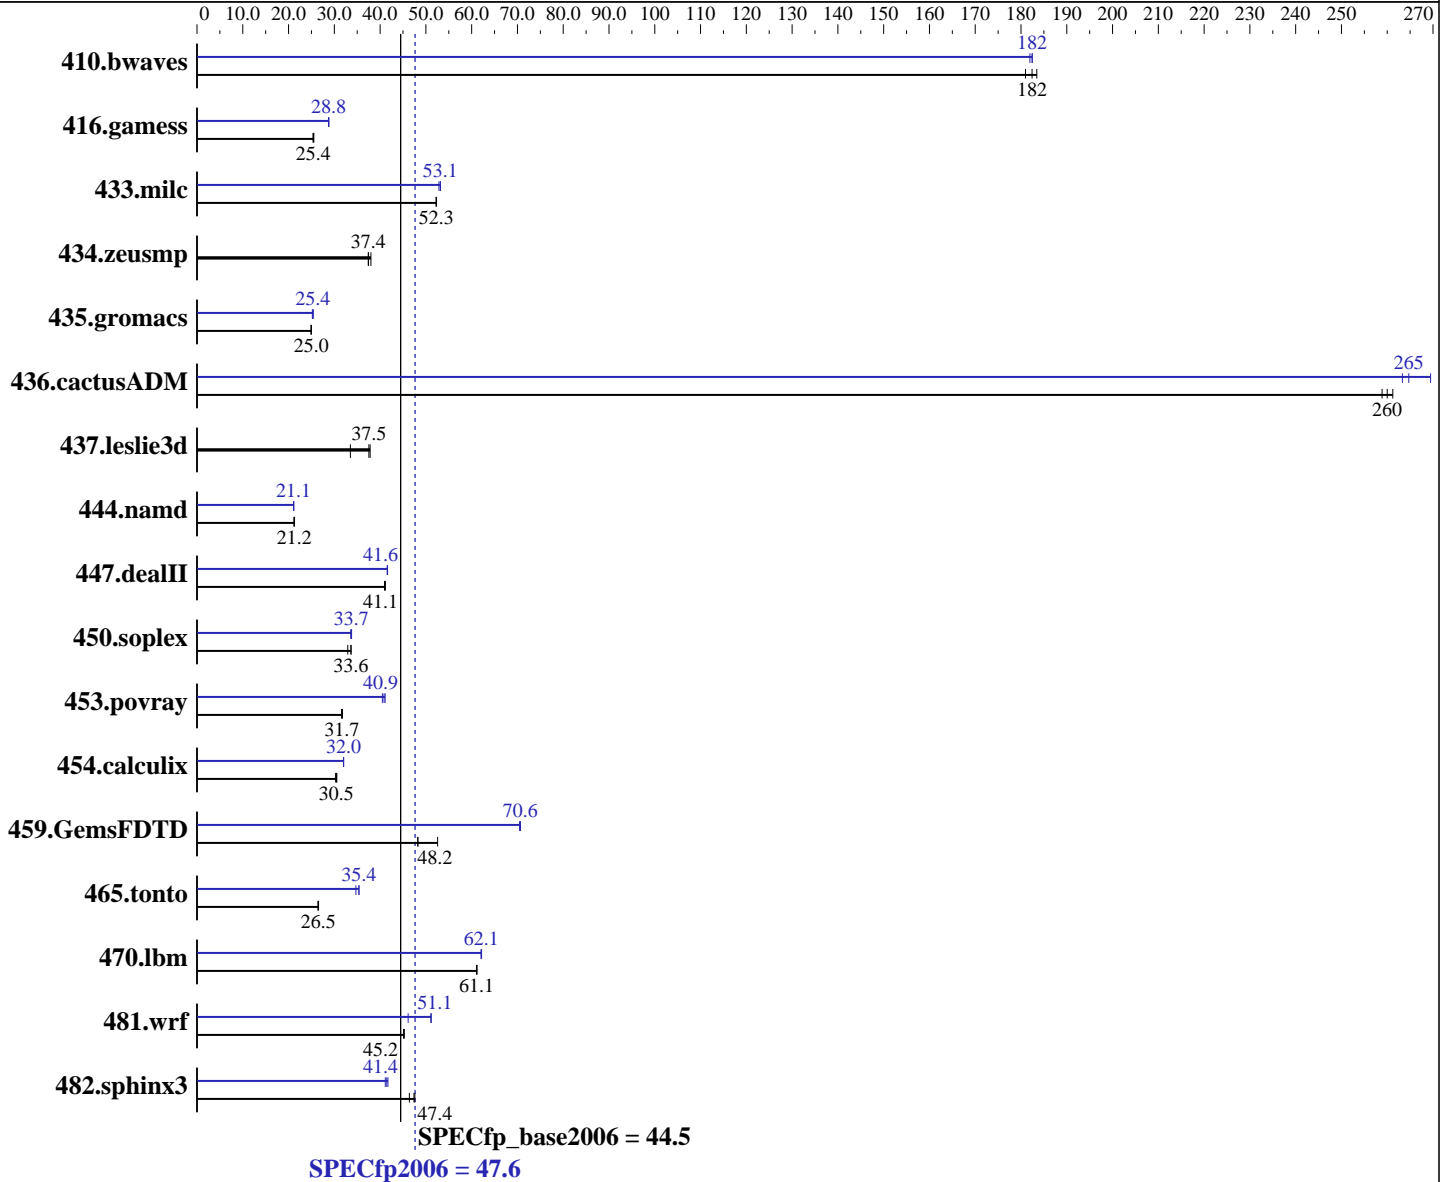 0 10.0 20.0 30.0 40.0 50.0 60.0 70.0 80.0 90.0 100 110 120 130 140 150 160 170 180 190 200 210 220 230 240 250 270
182
410.bwaves
182
28.8
416.gamess
25.4
53.1
433.milc
52.3
37.4
434.zeusmp
25.4
435.gromacs
25.0
265
436.cactusADM
260
37.5
437.leslie3d
21.1
444.namd
21.2
41.6
447.dealII
41.1
33.7
450.soplex
33.6
40.9
453.povray
31.7
32.0
454.calculix
30.5
70.6
459.GemsFDTD
48.2
35.4
465.tonto
26.5
62.1
470.lbm
61.1
51.1
481.wrf
45.2
41.4
482.sphinx3
47.4
SPECfp_base2006 = 44.5
SPECfp2006 = 47.6